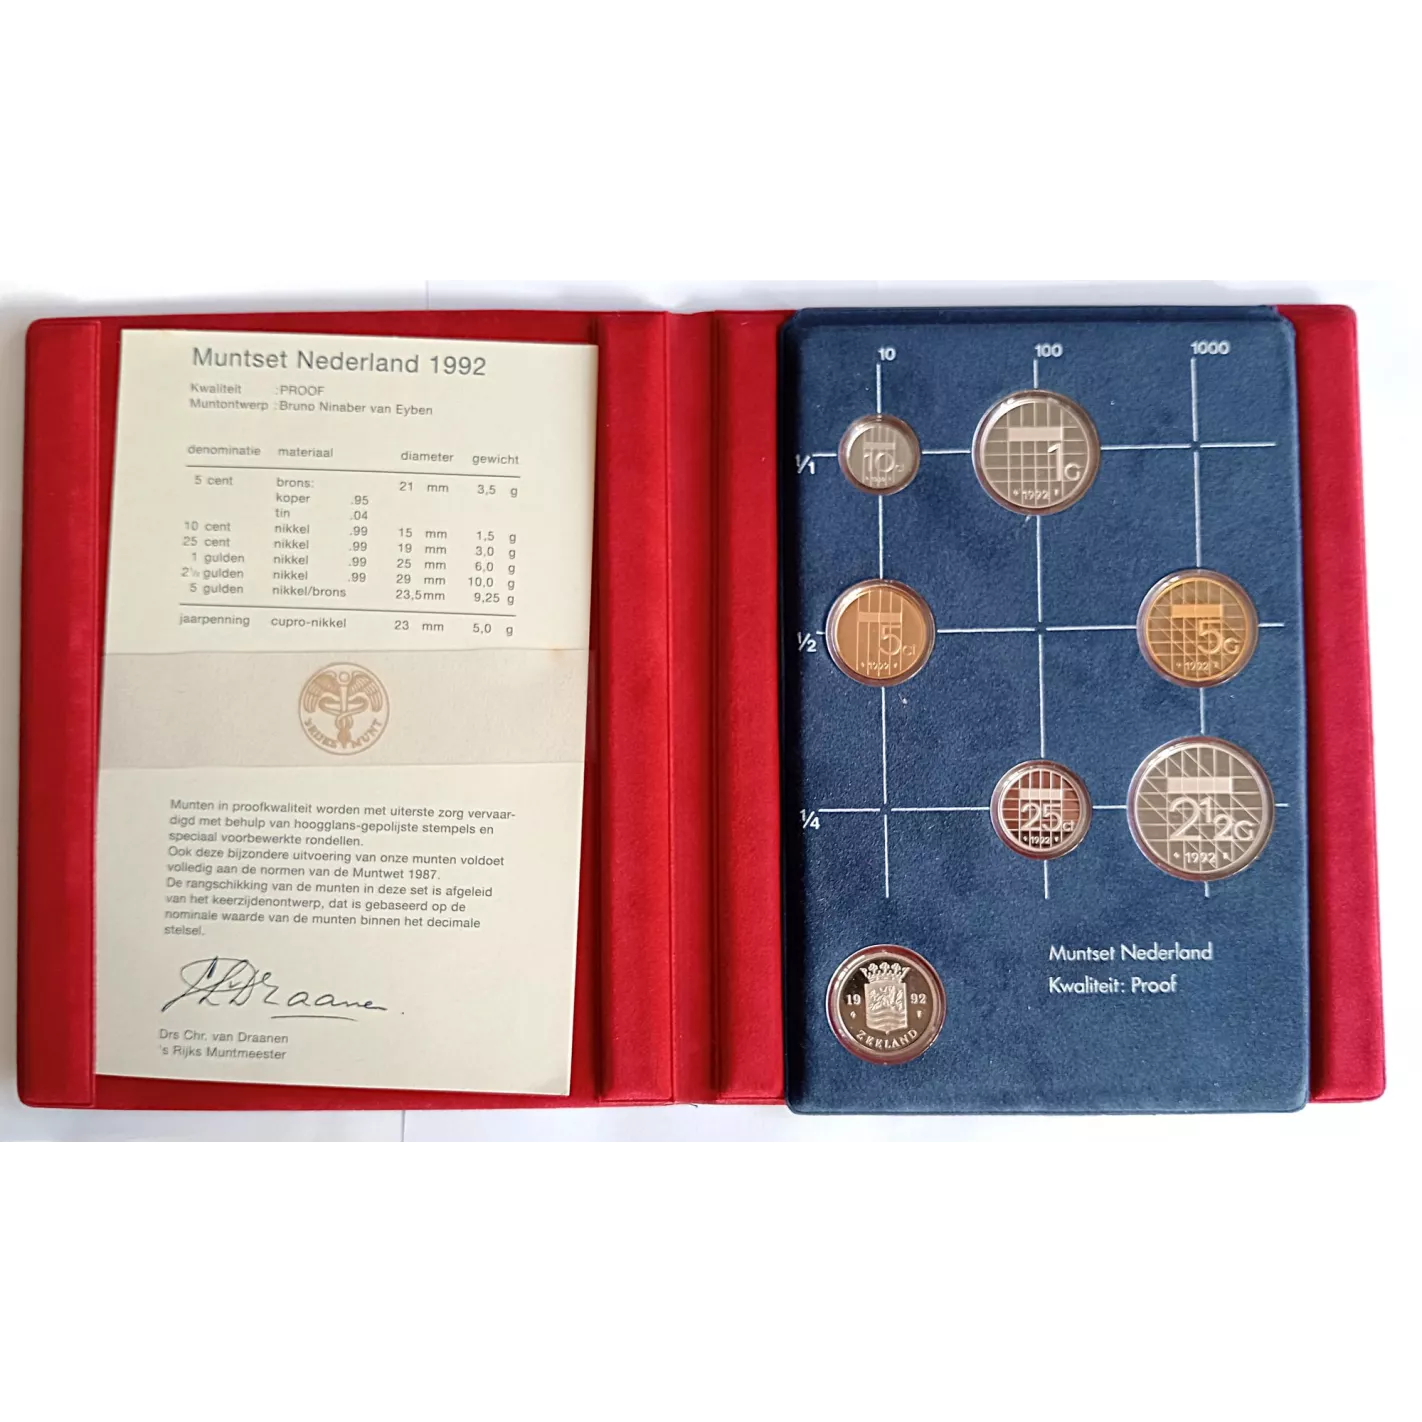 Muntset Nederland 1992
Kwaliteit :PROOF
Muntontwerp :Bruno Ninaber van Eyben
denominatie materiaal diameter gewicht
5 cent brons: 21 mm 3,5 g
koper .95
tin .04
10 cent nikkel .99 15 mm 1,5 g
25 cent nikkel .99 19 mm 3,0 g
1 gulden nikkel .99 25 mm 6,0 g
2½ gulden nikkel .99 29 mm 10,0 g
5 gulden nikkel/brons 23,5mm 9,25 g
jaarpenning cupro-nikkel 23 mm 5,0 g
'S RIJKS MUNT
Munten in proofkwaliteit worden met uiterste zorg vervaar-
digd met behulp van hoogglans-gepolijste stempels en
speciaal voorbewerkte rondellen.
Ook deze bijzondere uitvoering van onze munten voldoet
volledig aan de normen van de Muntwet 1987.
De rangschikking van de munten in deze set is afgeleid
van het keerzijdenontwerp, dat is gebaseerd op de
nominale waarde van de munten binnen het decimale
stelsel.
Drs Chr. van Draanen
's Rijks Muntmeester
10 100 1000
1/1
10 C
1 G
1992
1/2
5 C
1992
5 G
1992
1/4
25 C
1992
2 1/2 G
1992
19 92
ZEELAND
Muntset Nederland
Kwaliteit: Proof